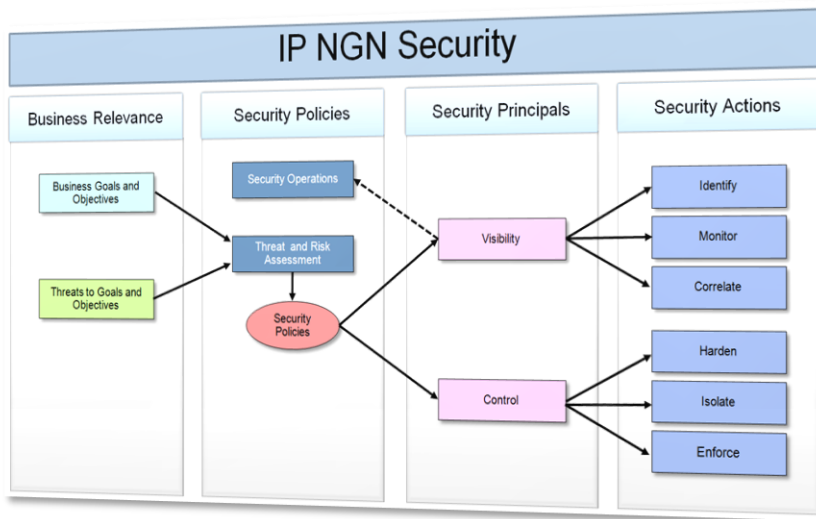 IP NGN Security
Business Relevance
Security Policies
Security Principals
Security Actions
Business Goals and
Objectives
Threats to Goals and
Objectives
Security Operations
Threat and Risk
Assessment
Security
Policies
Visibility
Control
Identify
Monitor
Correlate
Harden
Isolate
Enforce